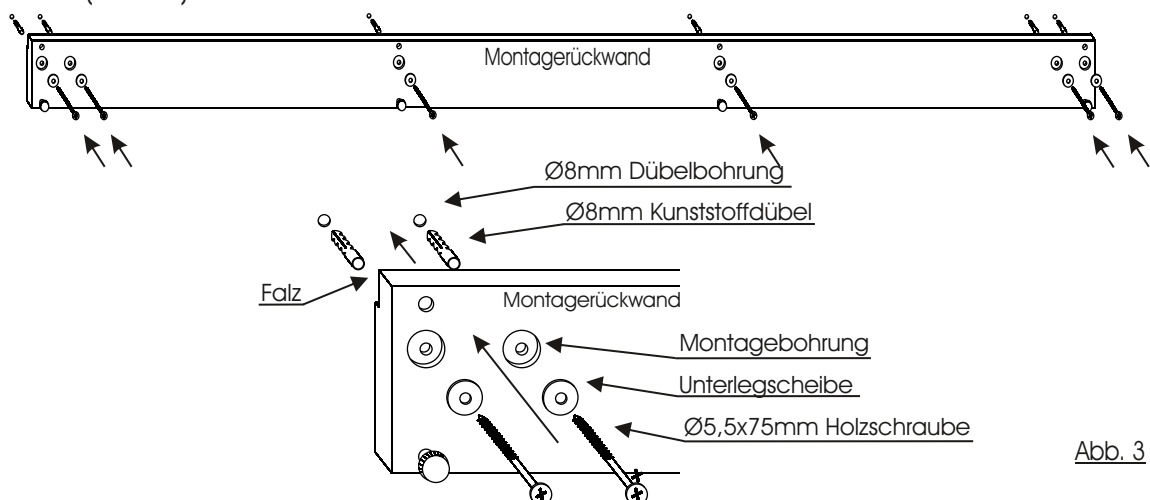 Montagerückwand
Ø8mm Dübelbohrung
Ø8mm Kunststoffdübel
Falz
Montagerückwand
Montagebohrung
Unterlegscheibe
Ø5,5x75mm Holzschraube
Abb. 3